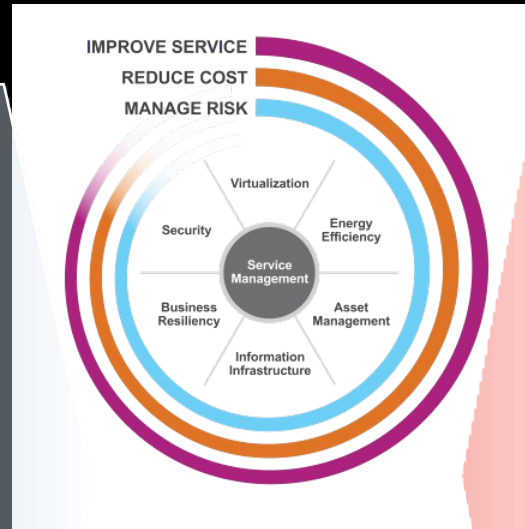 IMPROVE SERVICE
REDUCE COST
MANAGE RISK
Virtualization
Security
Energy
Efficiency
Service
Management
Business
Resiliency
Asset
Management
Information
Infrastructure